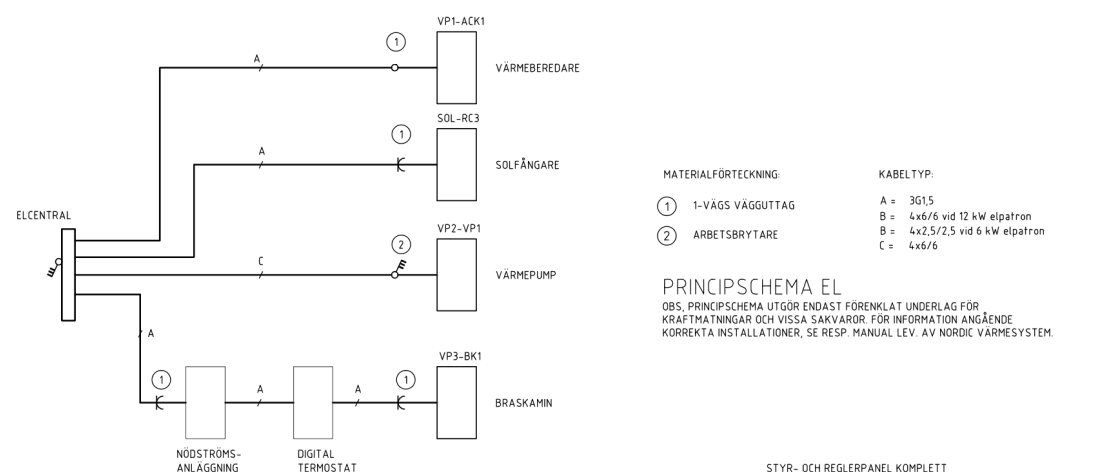 VP1-ACK1
1
A
VÄRMEBEREDARE
SOL-RC3
1
A
SOLFÅNGARE
ELCENTRAL
VP2-VP1
2
C
VÄRMEPUMP
A
VP3-BK1
1
A
A
1
BRASKAMIN
NÖDSTRÖMS-
ANLÄGGNING
DIGITAL
TERMOSTAT
MATERIALFÖRTECKNING:
1 1-VÄGS VÄGGUTTAG
2 ARBETSBRYTARE
KABELTYP:
A = 3G1,5
B = 4x6/6 vid 12 kW elpatron
B = 4x2,5/2,5 vid 6 kW elpatron
C = 4x6/6
PRINCIPSCHEMA EL
OBS, PRINCIPSCHEMA UTGÖR ENDAST FÖRENKLAT UNDERLAG FÖR
KRAFTMATNINGAR OCH VISSA SAKVAROR. FÖR INFORMATION ANGÅENDE
KORREKTA INSTALLATIONER, SE RESP. MANUAL LEV. AV NORDIC VÄRMESYSTEM.
STYR- OCH REGLERPANEL KOMPLETT